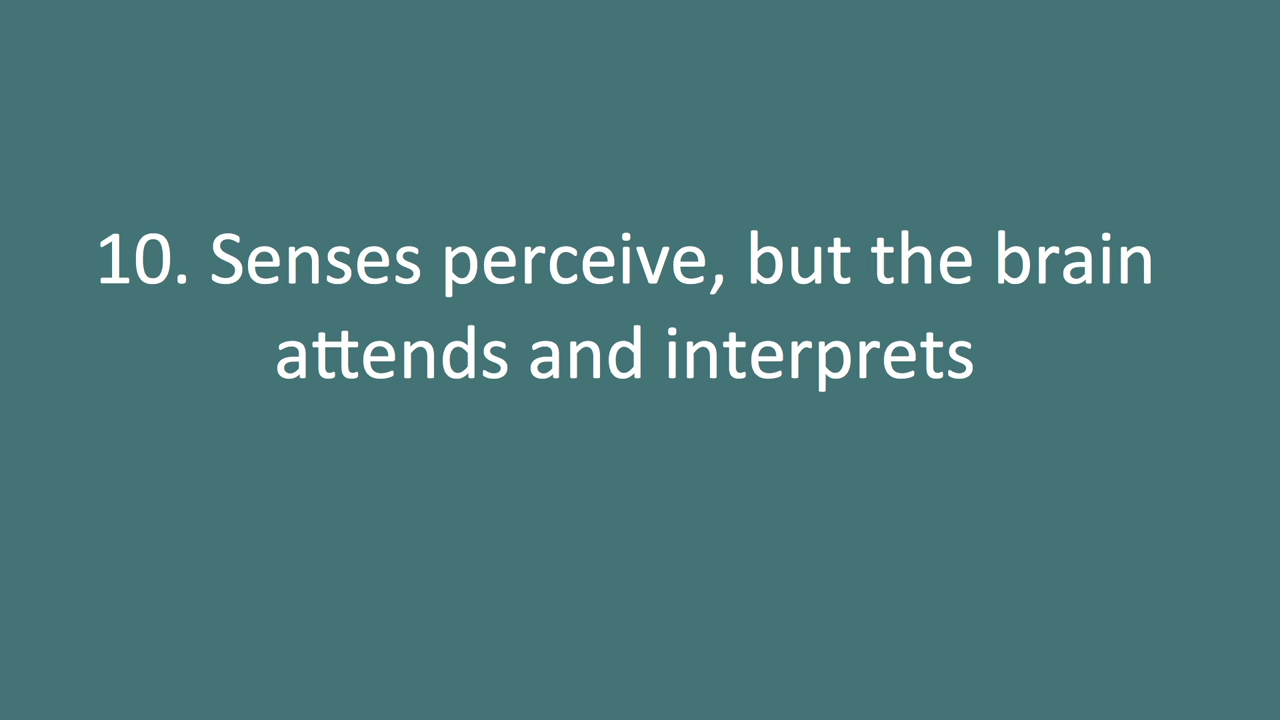 10. Senses perceive, but the brain
attends and interprets